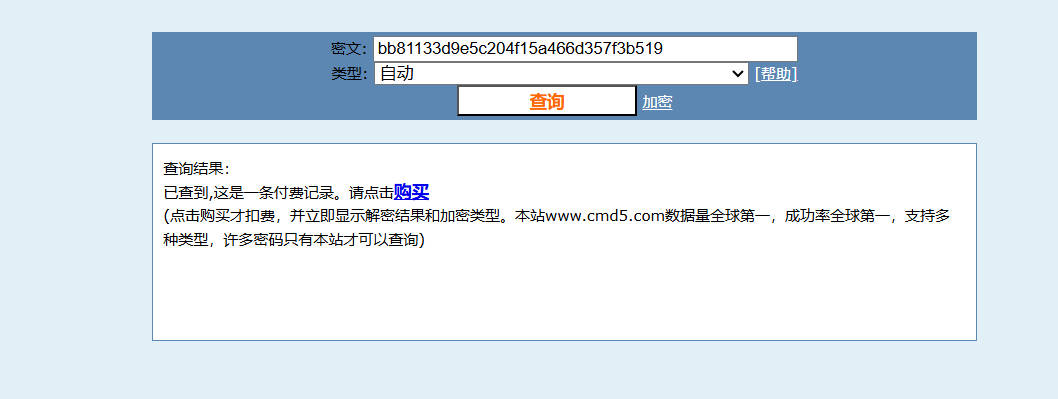 密文: bb81133d9e5c204f15a466d357f3b519
类型: 自动 [帮助]
查询 加密
查询结果：
已查到,这是一条付费记录。请点击购买
(点击购买才扣费，并立即显示解密结果和加密类型。本站www.cmd5.com数据量全球第一，成功率全球第一，支持多
种类型，许多密码只有本站才可以查询)